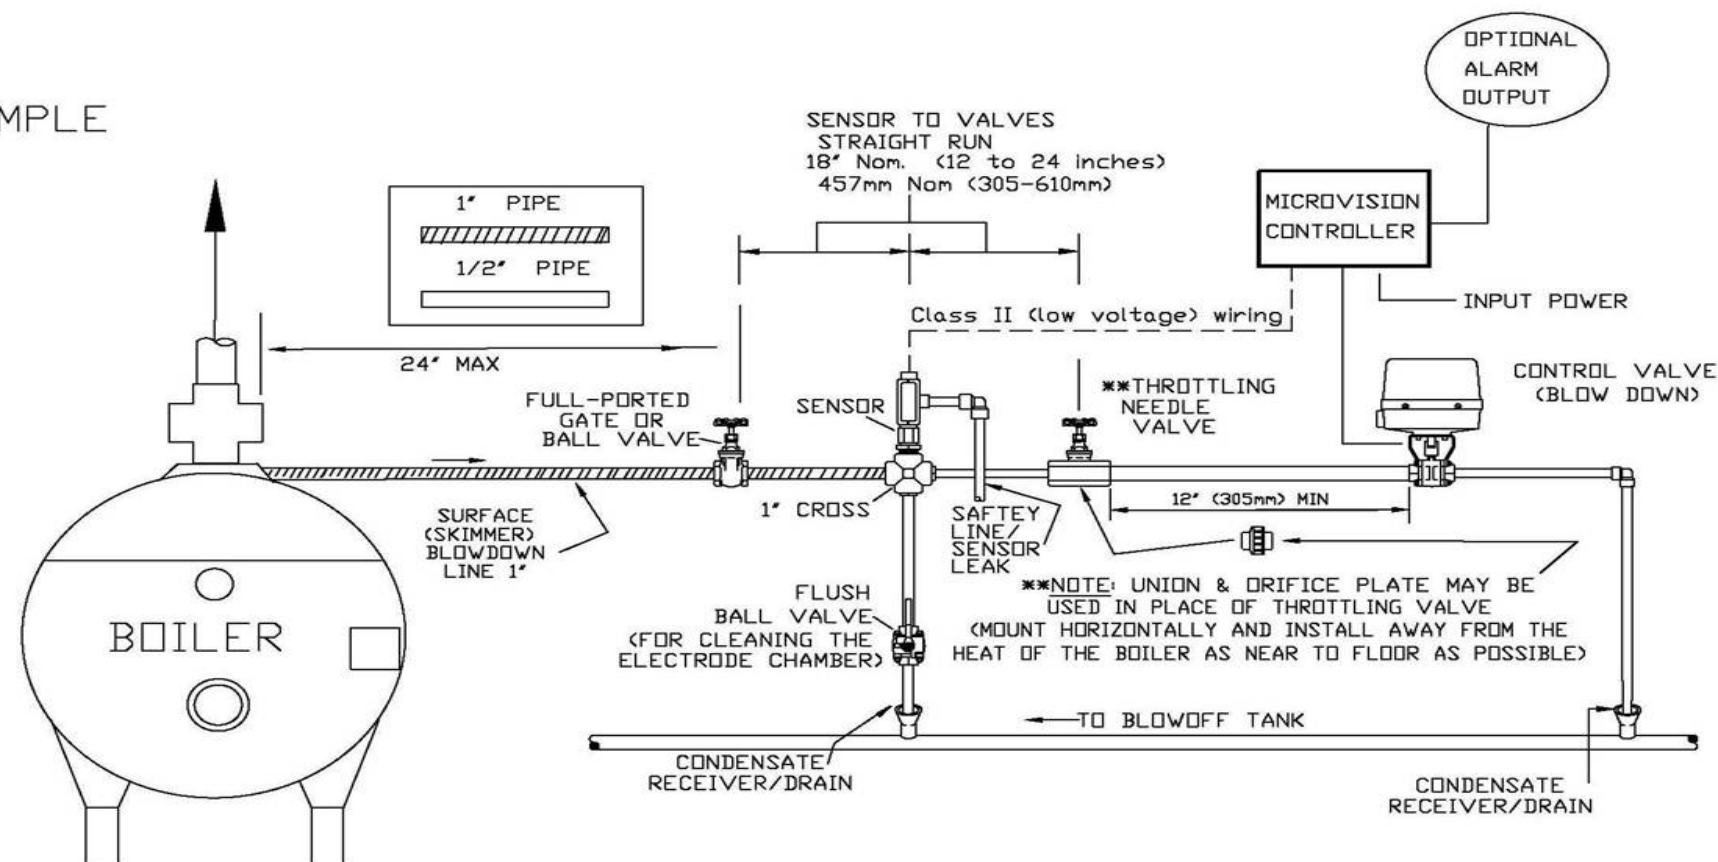 MPLE
OPTIONAL
ALARM
OUTPUT
SENSOR TO VALVES
STRAIGHT RUN
18" Nom. (12 to 24 inches)
457mm Nom (305-610mm)
1" PIPE
1/2" PIPE
MICROVISION
CONTROLLER
INPUT POWER
Class II (low voltage) wiring
24" MAX
FULL-PORTED
GATE OR
BALL VALVE
SENSOR
**THROTTLING
NEEDLE
VALVE
CONTROL VALVE
(BLOW DOWN)
SURFACE
(SKIMMER)
BLOWDOWN
LINE 1"
1" CROSS
SAFTEY
LINE/
SENSOR
LEAK
12" (305mm) MIN
**NOTE: UNION & ORIFICE PLATE MAY BE
USED IN PLACE OF THROTTLING VALVE
(MOUNT HORIZONTALLY AND INSTALL AWAY FROM THE
HEAT OF THE BOILER AS NEAR TO FLOOR AS POSSIBLE)
FLUSH
BALL VALVE
(FOR CLEANING THE
ELECTRODE CHAMBER)
BOILER
TO BLOWOFF TANK
CONDENSATE
RECEIVER/DRAIN
CONDENSATE
RECEIVER/DRAIN